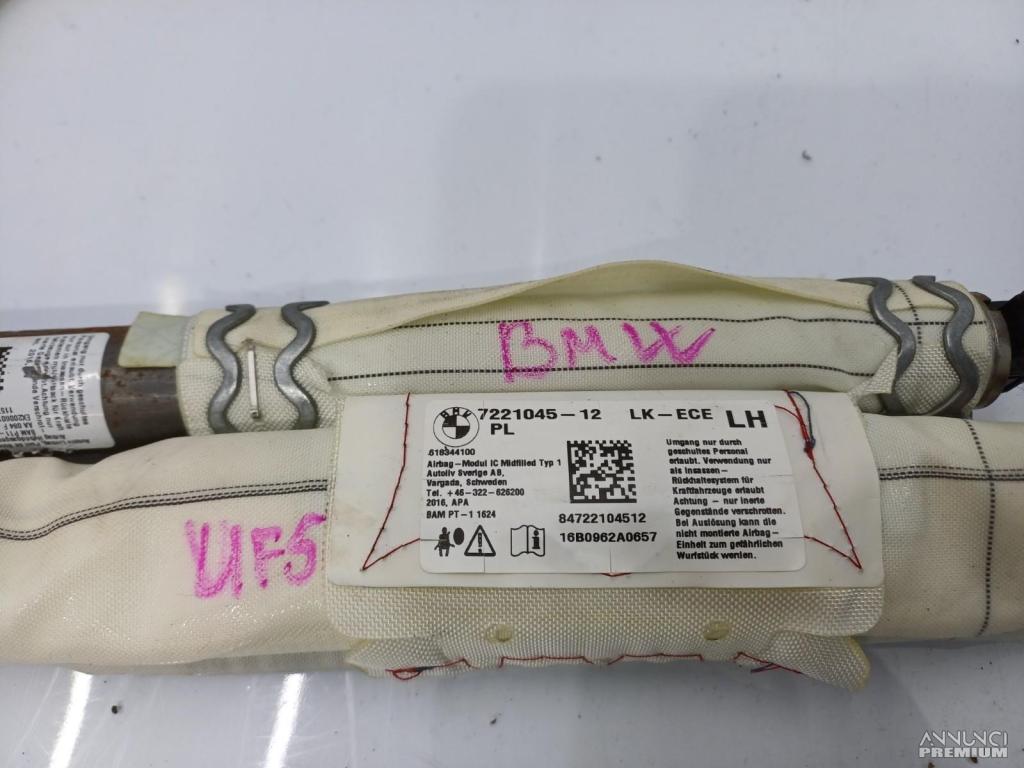 BMW
UF5
BMW
7221045-12 LK-ECE LH
PL
618344100
Airbag-Modul IC Midfilled Typ 1
Autoliv Sverige AB,
Vargada, Schweden
Tel. +46-322-626200
2016, APA
BAM PT-1 1624
84722104512
16B0962A0657
Umgang nur durch
geschultes Personal
erlaubt. Verwendung nur
als Insassen-
Rückhaltesystem für
Kraftfahrzeuge erlaubt
Achtung - nur inerte
Gegenstände verschrotten.
Bei Auslösung kann die
nicht montierte Airbag-
Einheit zum gefährlichen
Wurfstück werden.
ANNUNCI
PREMIUM